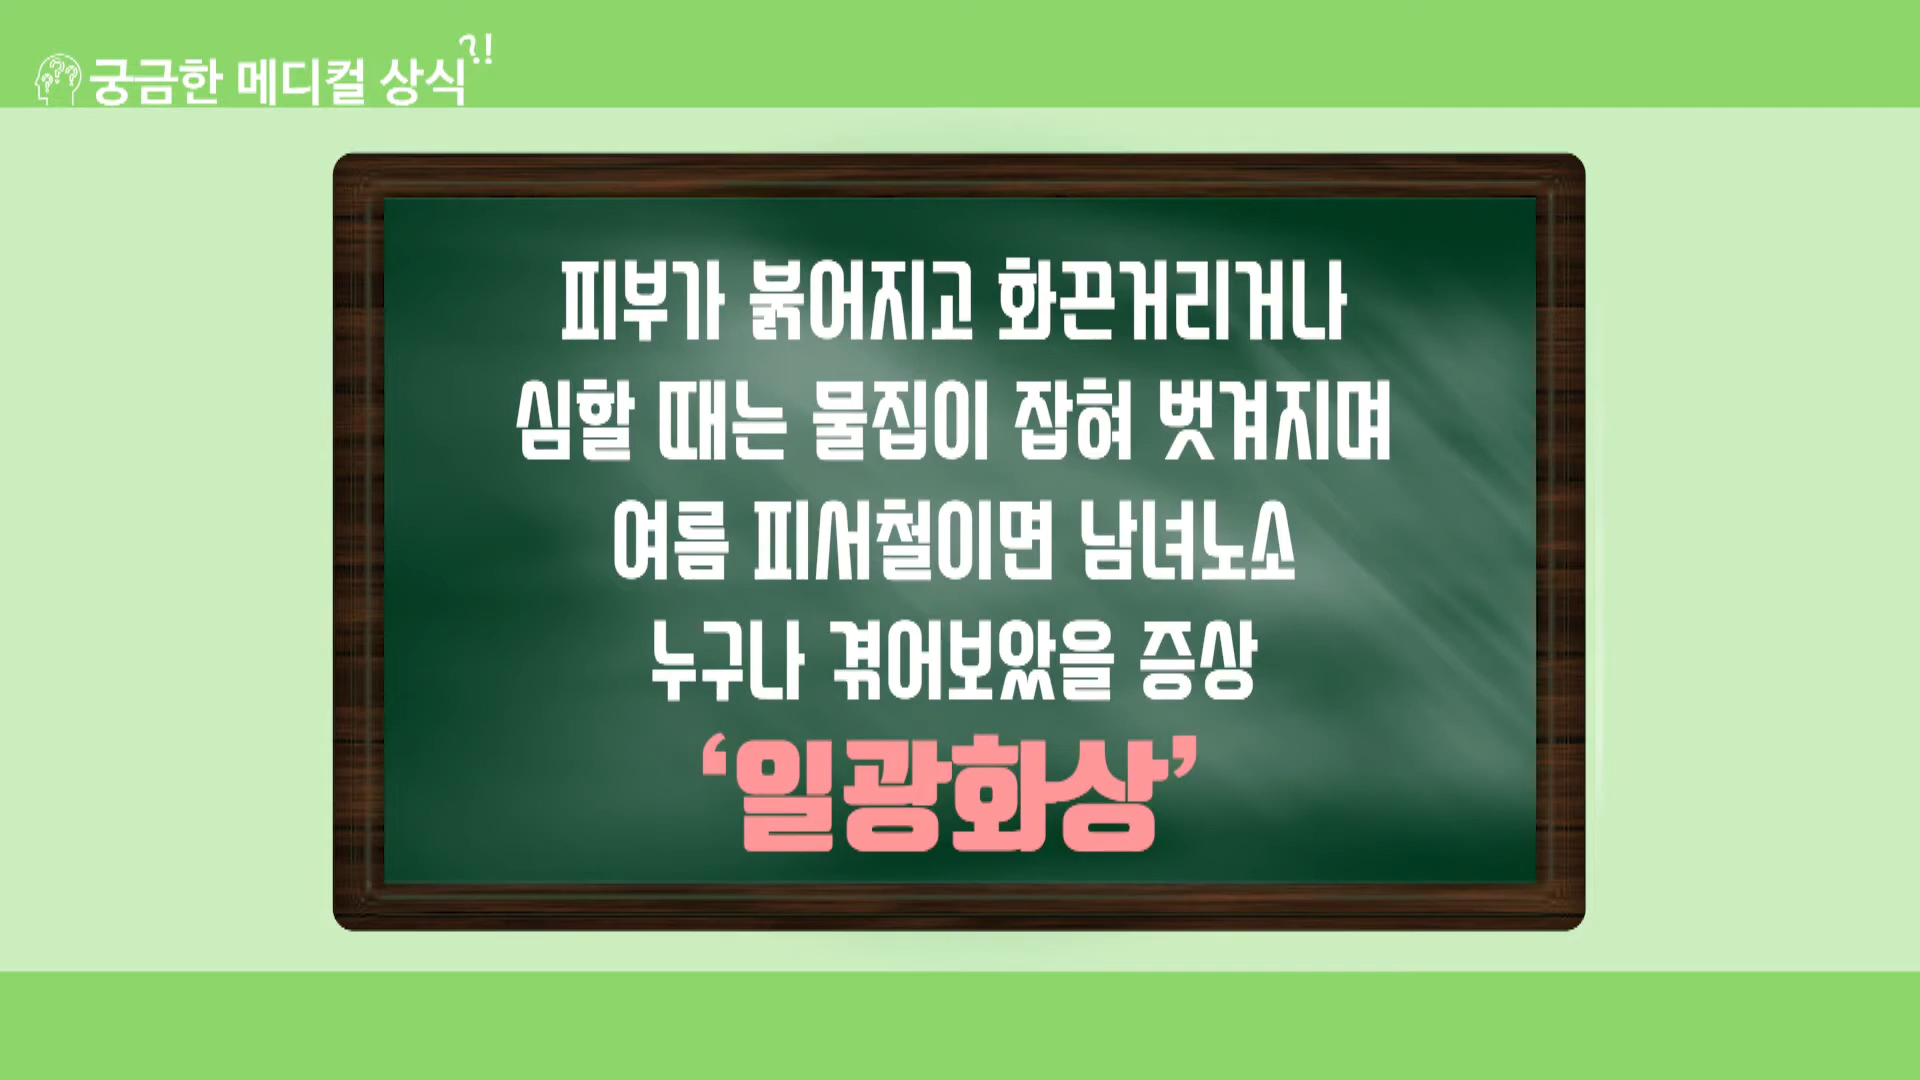 궁금한 메디컬 상식?!
피부가 붉어지고 화끈거리거나
심할 때는 물집이 잡혀 벗겨지며
여름 피서철이면 남녀노소
누구나 겪어보았을 증상
‘일광화상’